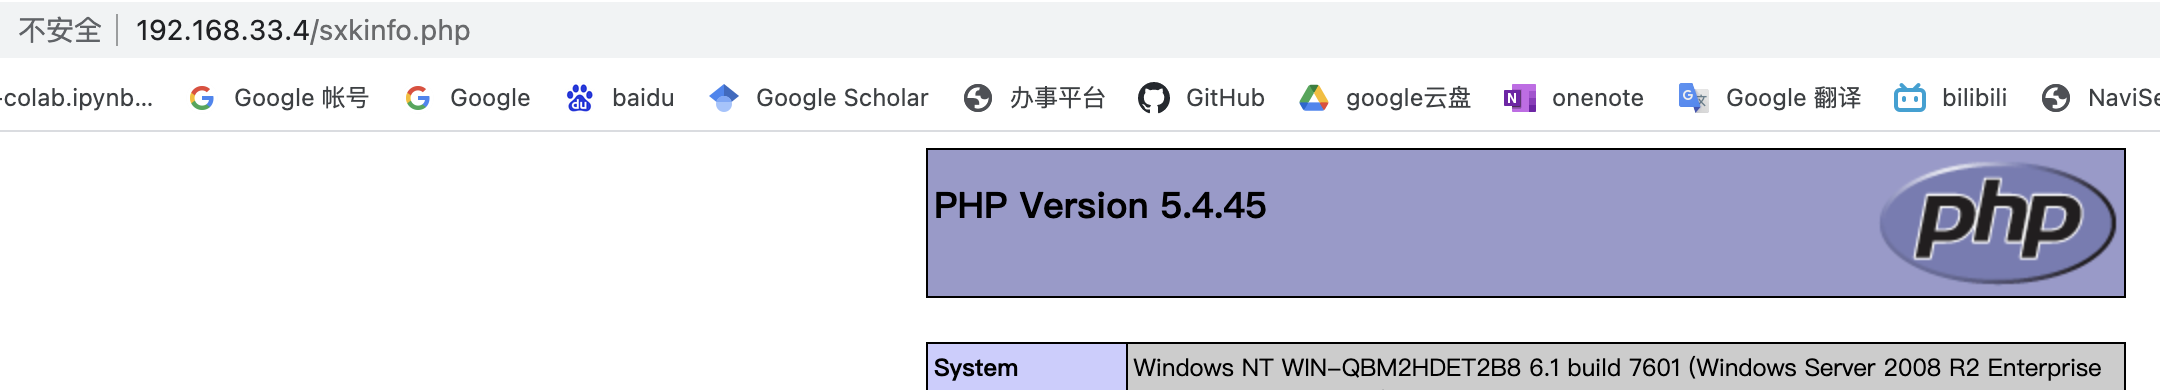 不安全 192.168.33.4/sxkinfo.php
-colab.ipynb... Google 帐号 Google du baidu Google Scholar 办事平台 GitHub google云盘 N onenote G 文 Google 翻译 bilibili NaviSe
PHP Version 5.4.45 php
System Windows NT WIN-QBM2HDET2B8 6.1 build 7601 (Windows Server 2008 R2 Enterprise